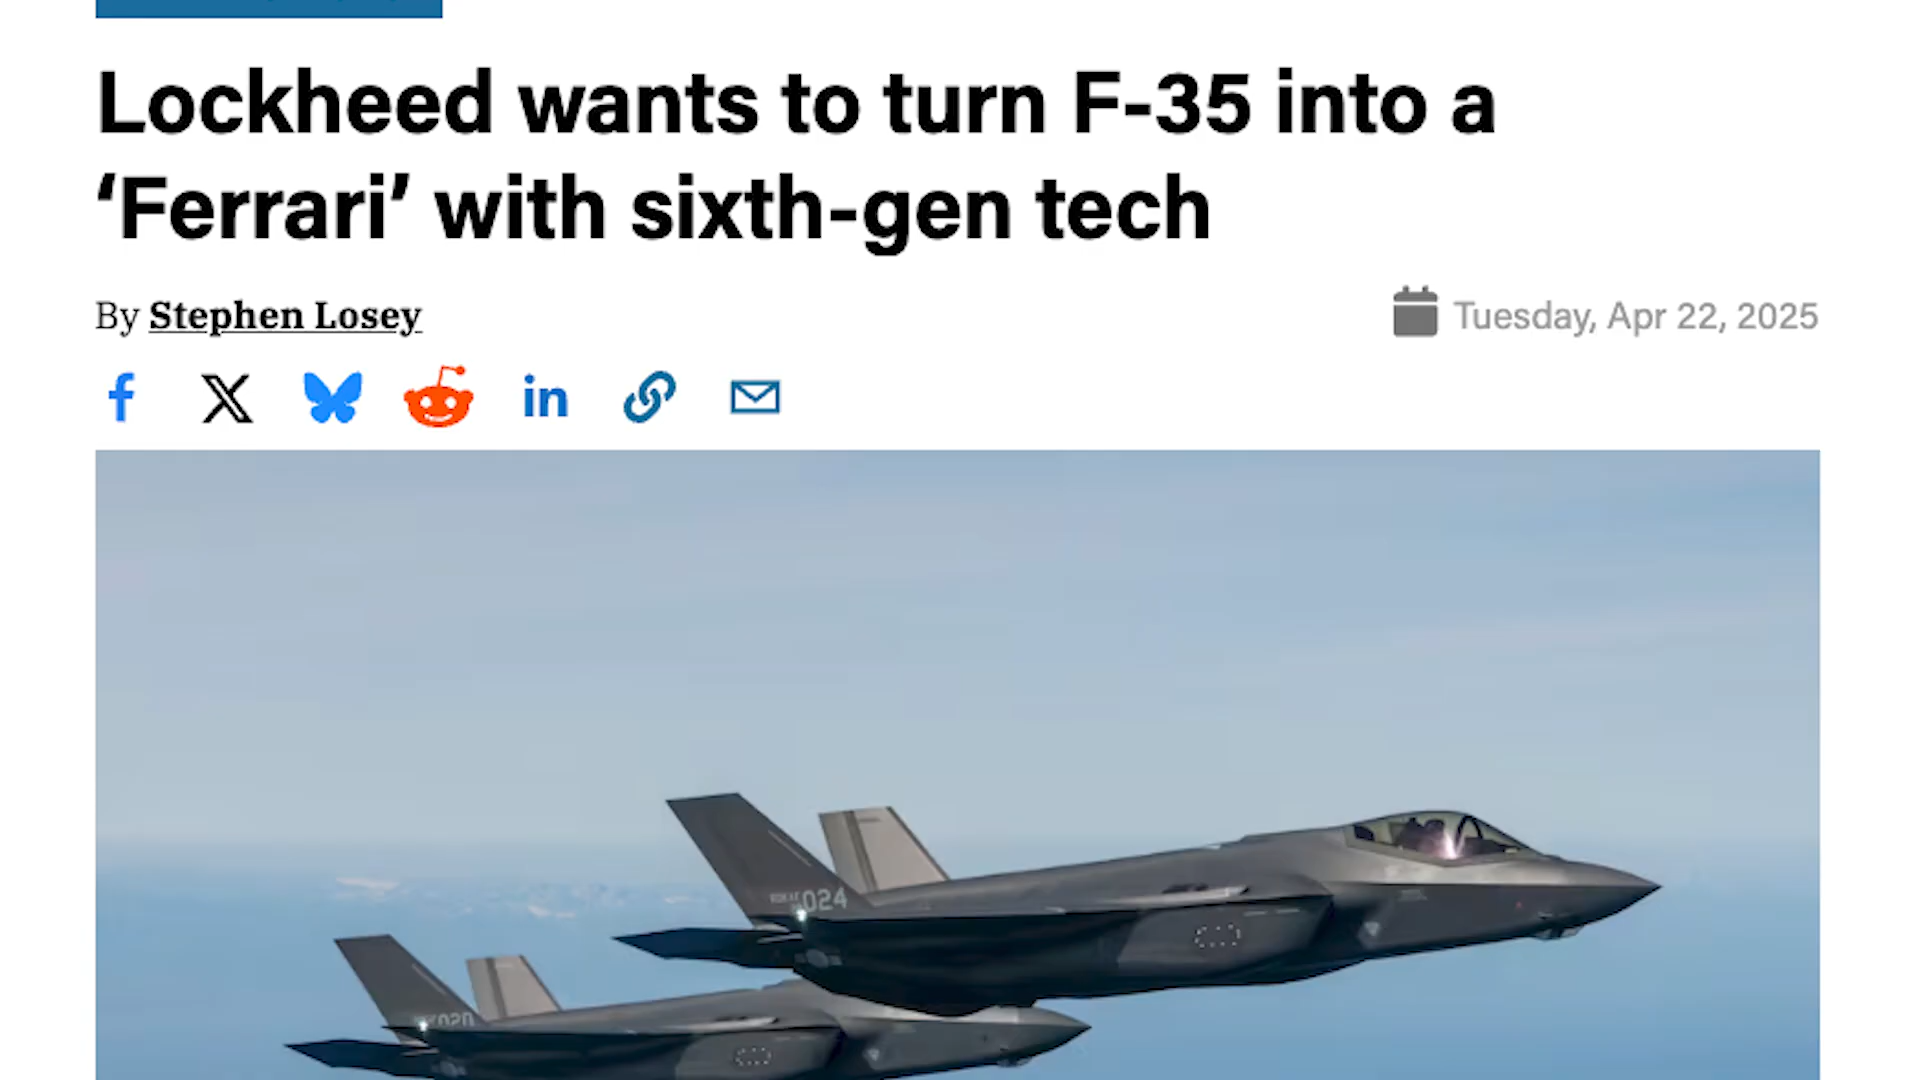 Lockheed wants to turn F-35 into a
‘Ferrari’ with sixth-gen tech
By Stephen Losey
Tuesday, Apr 22, 2025
024
020